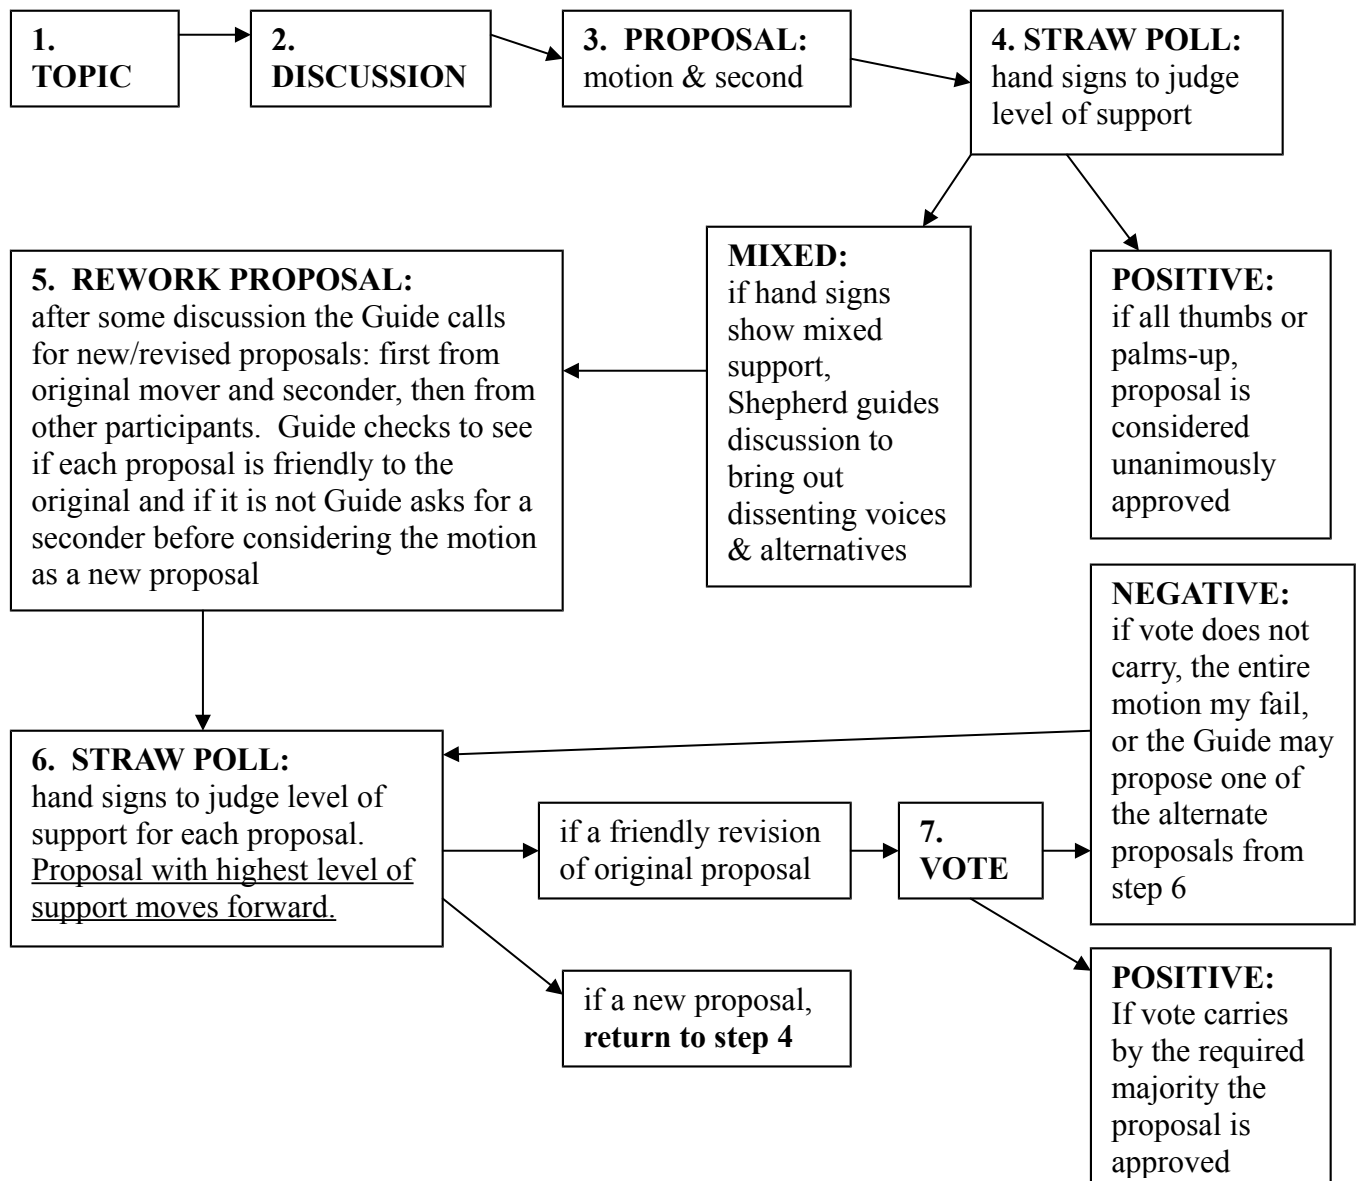 1.
TOPIC
2.
DISCUSSION
3. PROPOSAL:
motion & second
4. STRAW POLL:
hand signs to judge
level of support
MIXED:
if hand signs
show mixed
support,
Shepherd guides
discussion to
bring out
dissenting voices
& alternatives
POSITIVE:
if all thumbs or
palms-up,
proposal is
considered
unanimously
approved
5. REWORK PROPOSAL:
after some discussion the Guide calls
for new/revised proposals: first from
original mover and seconder, then from
other participants. Guide checks to see
if each proposal is friendly to the
original and if it is not Guide asks for a
seconder before considering the motion
as a new proposal
6. STRAW POLL:
hand signs to judge level of
support for each proposal.
Proposal with highest level of
support moves forward.
if a friendly revision
of original proposal
if a new proposal,
return to step 4
7.
VOTE
NEGATIVE:
if vote does not
carry, the entire
motion my fail,
or the Guide may
propose one of
the alternate
proposals from
step 6
POSITIVE:
If vote carries
by the required
majority the
proposal is
approved